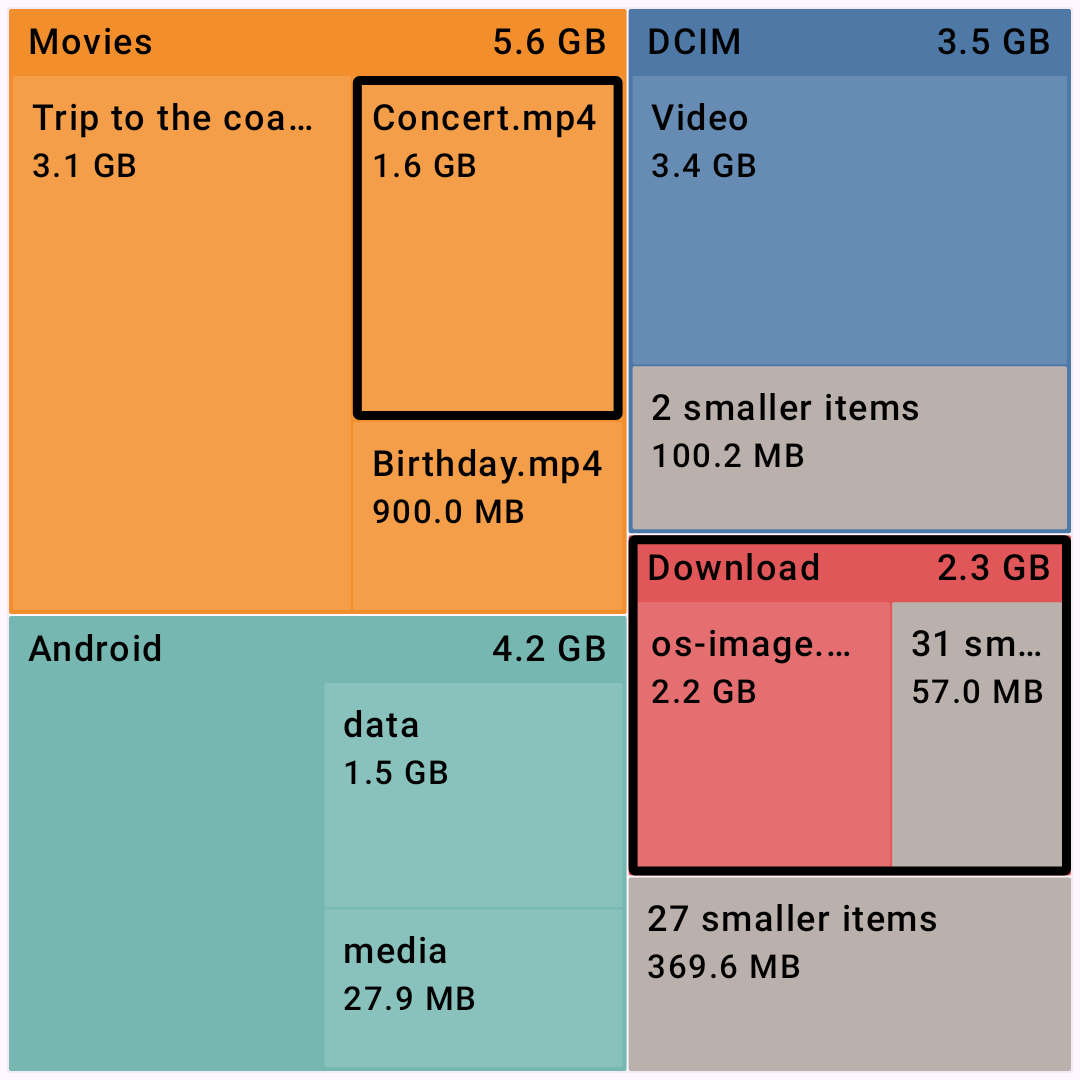 Movies 5.6 GB
Trip to the coa…
3.1 GB
Concert.mp4
1.6 GB
Birthday.mp4
900.0 MB
DCIM 3.5 GB
Video
3.4 GB
2 smaller items
100.2 MB
Android 4.2 GB
data
1.5 GB
media
27.9 MB
Download 2.3 GB
os-image.…
2.2 GB
31 sm…
57.0 MB
27 smaller items
369.6 MB